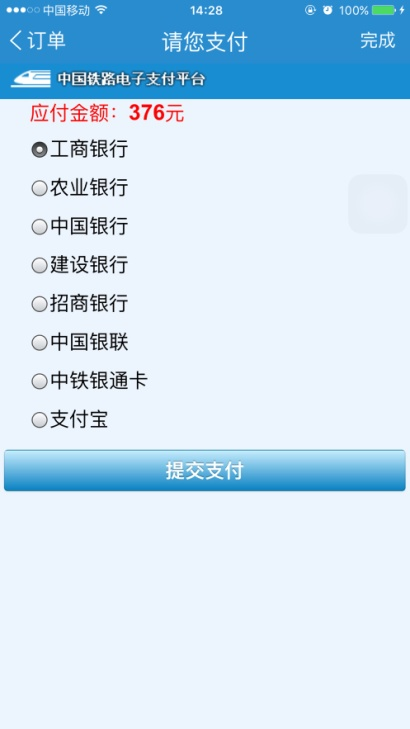 中国移动 14:28 100%
订单 请您支付 完成
中国铁路电子支付平台
应付金额：376元
工商银行
农业银行
中国银行
建设银行
招商银行
中国银联
中铁银通卡
支付宝
提交支付